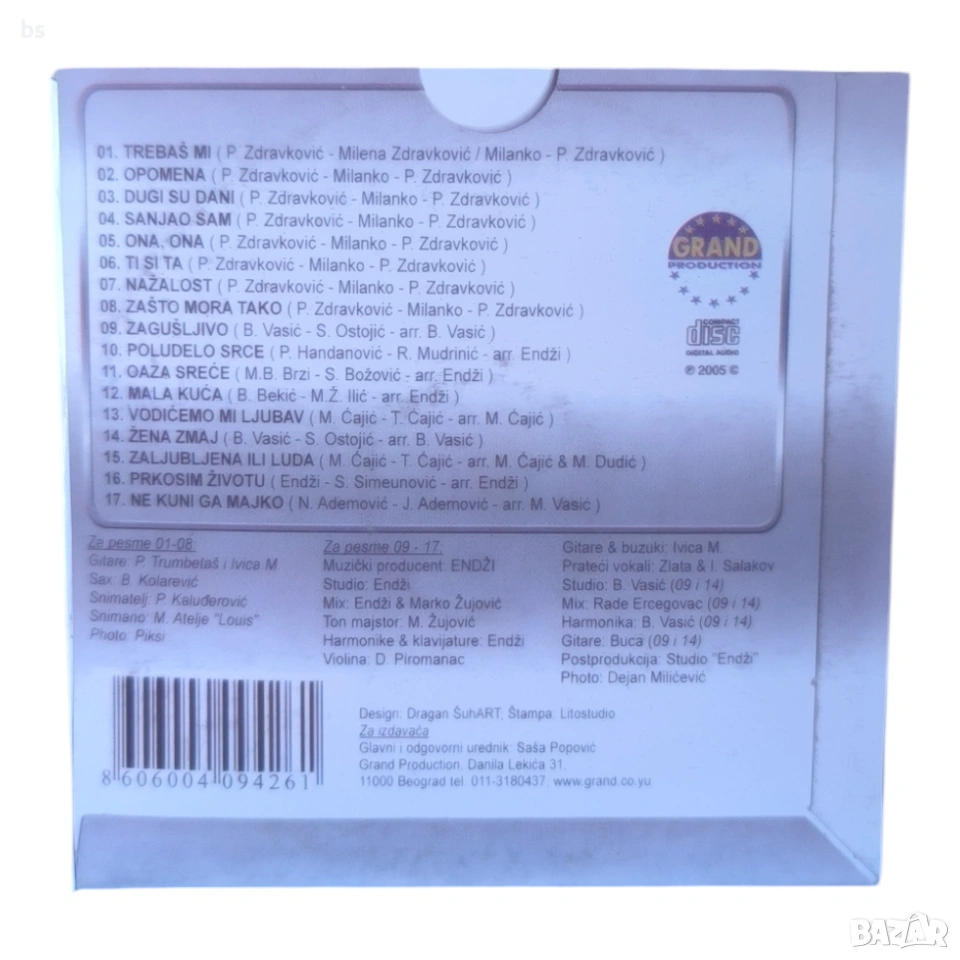 bs
01. TREBAŠ MI ( P. Zdravković - Milena Zdravković / Milanko - P. Zdravković )
02. OPOMENA ( P. Zdravković - Milanko - P. Zdravković )
03. DUGI SU DANI ( P. Zdravković - Milanko - P. Zdravković )
04. SANJAO SAM ( P. Zdravković - Milanko - P. Zdravković )
05. ONA, ONA ( P. Zdravković - Milanko - P. Zdravković )
06. TI SI TA ( P. Zdravković - Milanko - P. Zdravković )
07. NAŽALOST ( P. Zdravković - Milanko - P. Zdravković )
08. ZAŠTO MORA TAKO ( P. Zdravković - Milanko - P. Zdravković )
09. ZAGUŠLJIVO ( B. Vasić - S. Ostojić - arr. B. Vasić )
10. POLUDELO SRCE ( P. Handanović - R. Mudrinić - arr. Endži )
11. OAZA SREĆE ( M.B. Brzi - S. Božović - arr. Endži )
12. MALA KUĆA ( B. Bekić - M.Ž. Ilić - arr. Endži )
13. VODIĆEMO MI LJUBAV ( M. Ćajić - T. Ćajić - arr. M. Ćajić )
14. ŽENA ZMAJ ( B. Vasić - S. Ostojić - arr. B. Vasić )
15. ZALJUBLJENA ILI LUDA ( M. Ćajić - T. Ćajić - arr. M. Ćajić & M. Dudić )
16. PRKOSIM ŽIVOTU ( Endži - S. Simeunović - arr. Endži )
17. NE KUNI GA MAJKO ( N. Ademović - J. Ademović - arr. M. Vasić )
GRAND
PRODUCTION
COMPACT
disc
DIGITAL AUDIO
℗ 2005 ©
Za pesme 01-08:
Gitare: P. Trumbetaš i Ivica M.
Sax: B. Kolarević
Snimatelj: P. Kaluđerović
Snimano: M. Atelje "Louis"
Photo: Piksi
Za pesme 09 - 17:
Muzički producent: ENDŽI
Studio: Endži
Mix: Endži & Marko Žujović
Ton majstor: M. Žujović
Harmonike & klavijature: Endži
Violina: D. Piromanac
Gitare & buzuki: Ivica M.
Prateći vokali: Zlata & I. Salakov
Studio: B. Vasić (09 i 14)
Mix: Rade Ercegovac (09 i 14)
Harmonika: B. Vasić (09 i 14)
Gitare: Buca (09 i 14)
Postprodukcija: Studio "Endži"
Photo: Dejan Milićević
8 606004 094261
Design: Dragan ŠuhART, Štampa: Litostudio
Za izdavača
Glavni i odgovorni urednik: Saša Popović
Grand Production, Danila Lekića 31,
11000 Beograd tel. 011-3180437, www.grand.co.yu
BAZAR